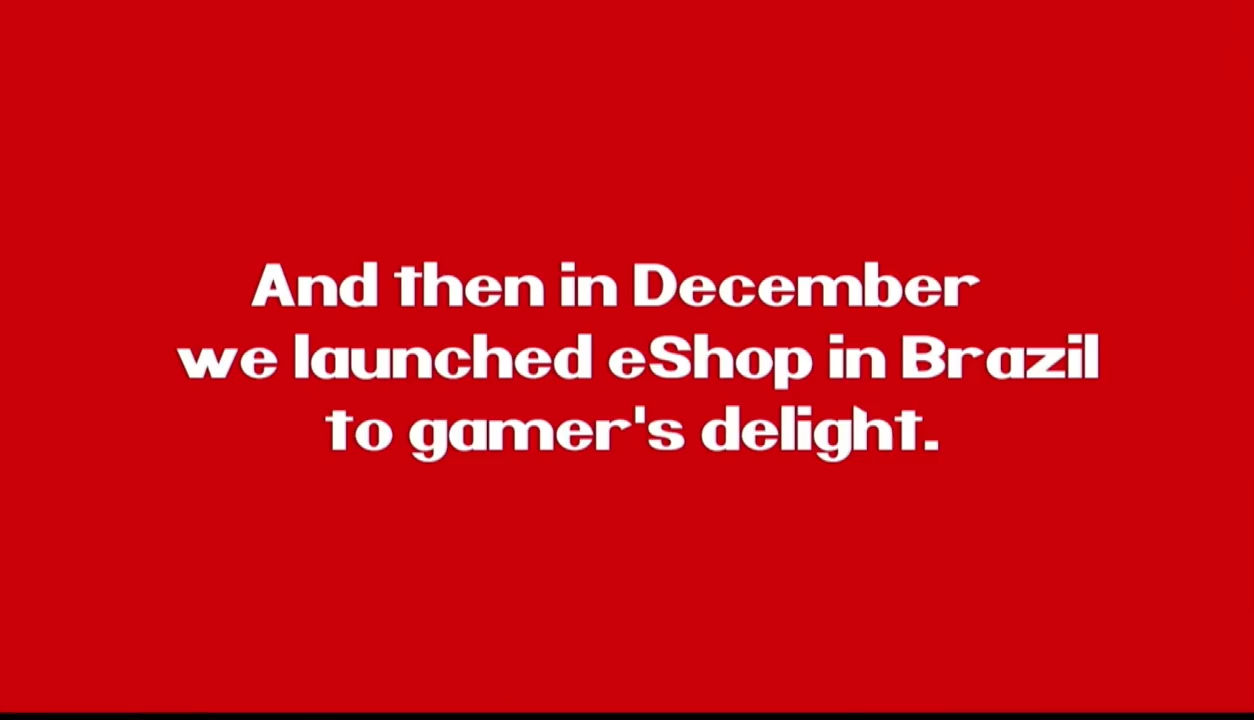 And then in December
we launched eShop in Brazil
to gamer's delight.